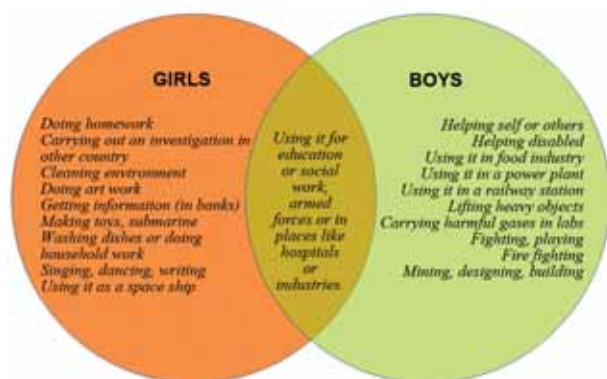 GIRLS
Doing homework
Carrying out an investigation in
other country
Cleaning environment
Doing art work
Getting information (in banks)
Making toys, submarine
Washing dishes or doing
household work
Singing, dancing, writing
Using it as a space ship
Using it for
education
or social
work,
armed
forces or in
places like
hospitals
or
industries
BOYS
Helping self or others
Helping disabled
Using it in food industry
Using it in a power plant
Using it in a railway station
Lifting heavy objects
Carrying harmful gases in labs
Fighting, playing
Fire fighting
Mining, designing, building